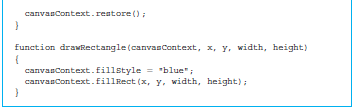 canvasContext.restore();
}
function drawRectangle(canvasContext, x, y, width, height)
{
canvasContext.fillStyle = "blue";
canvasContext.fillRect(x, y, width, height);
}